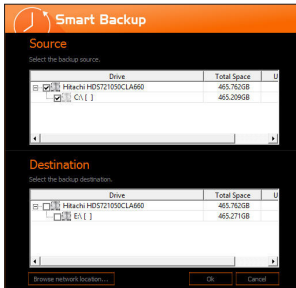 Smart Backup
Source
Select the backup source.
Drive Total Space U
Hitachi HDS721050CLA660 465.762GB
C:\ [ ] 465.209GB
Destination
Select the backup destination.
Drive Total Space U
Hitachi HDS721050CLA660 465.762GB
E:\ [ ] 465.271GB
Browse network location... Ok Cancel